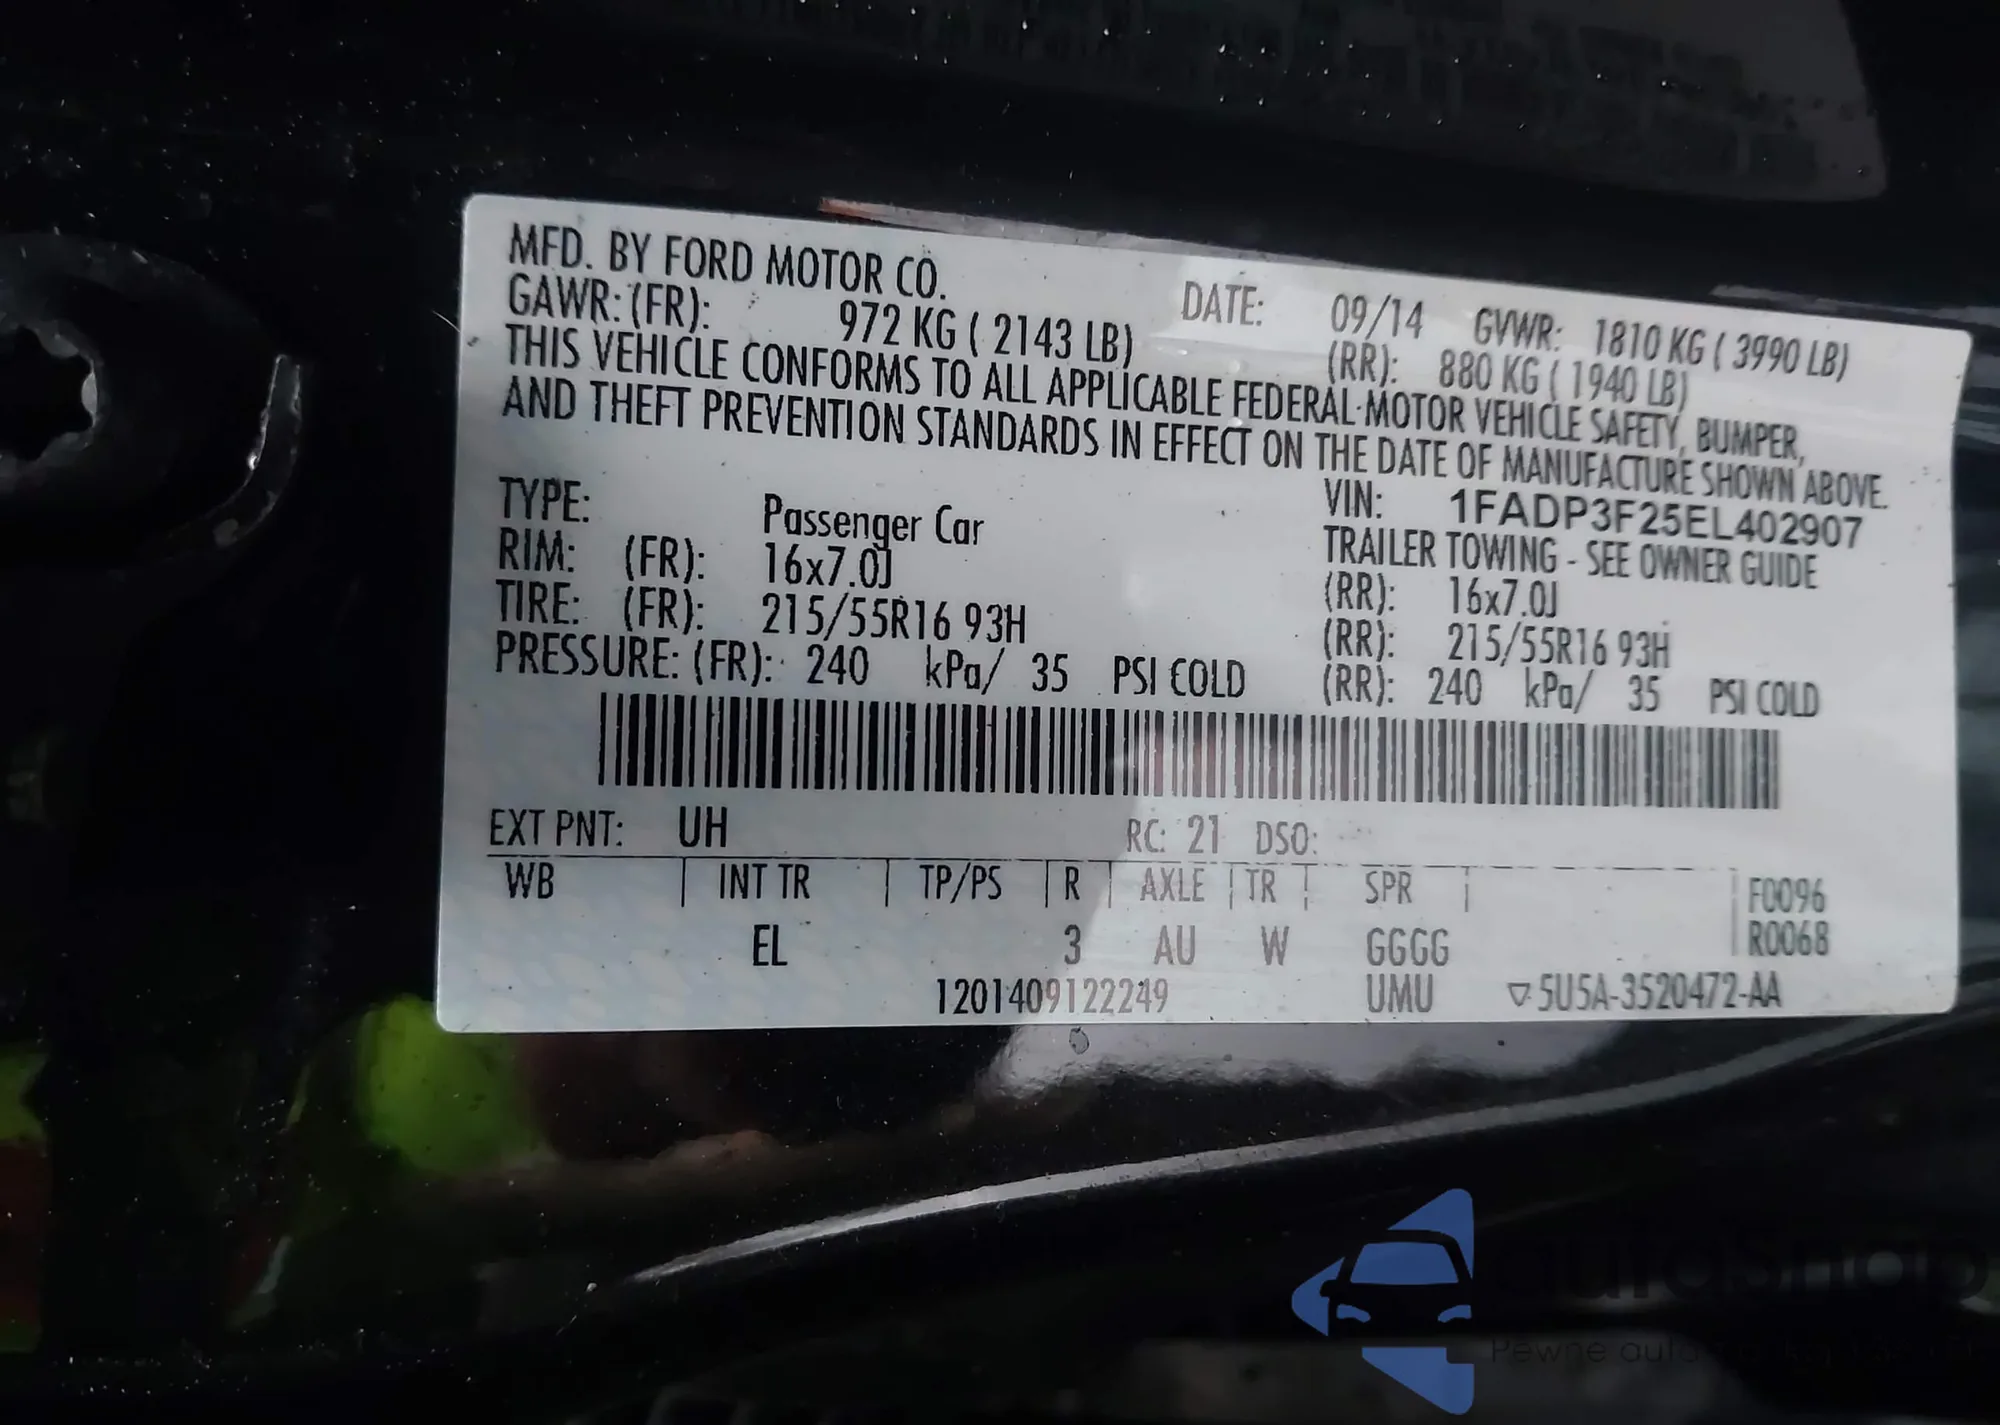 MFD. BY FORD MOTOR CO.
DATE: 09/14 GVWR: 1810 KG ( 3990 LB)
GAWR: (FR): 972 KG ( 2143 LB) (RR): 880 KG ( 1940 LB)
THIS VEHICLE CONFORMS TO ALL APPLICABLE FEDERAL MOTOR VEHICLE SAFETY, BUMPER,
AND THEFT PREVENTION STANDARDS IN EFFECT ON THE DATE OF MANUFACTURE SHOWN ABOVE.
VIN: 1FADP3F25EL402907
TYPE: Passenger Car TRAILER TOWING - SEE OWNER GUIDE
RIM: (FR): 16x7.0J (RR): 16x7.0J
TIRE: (FR): 215/55R16 93H (RR): 215/55R16 93H
PRESSURE: (FR): 240 kPa/ 35 PSI COLD (RR): 240 kPa/ 35 PSI COLD
EXT PNT: UH RC: 21 DSO:
WB INT TR TP/PS R AXLE TR SPR F0096
EL 3 AU W GGGG R0068
1201409122249 UMU ▽5U5A-3520472-AA
autoshop
Pewne auto